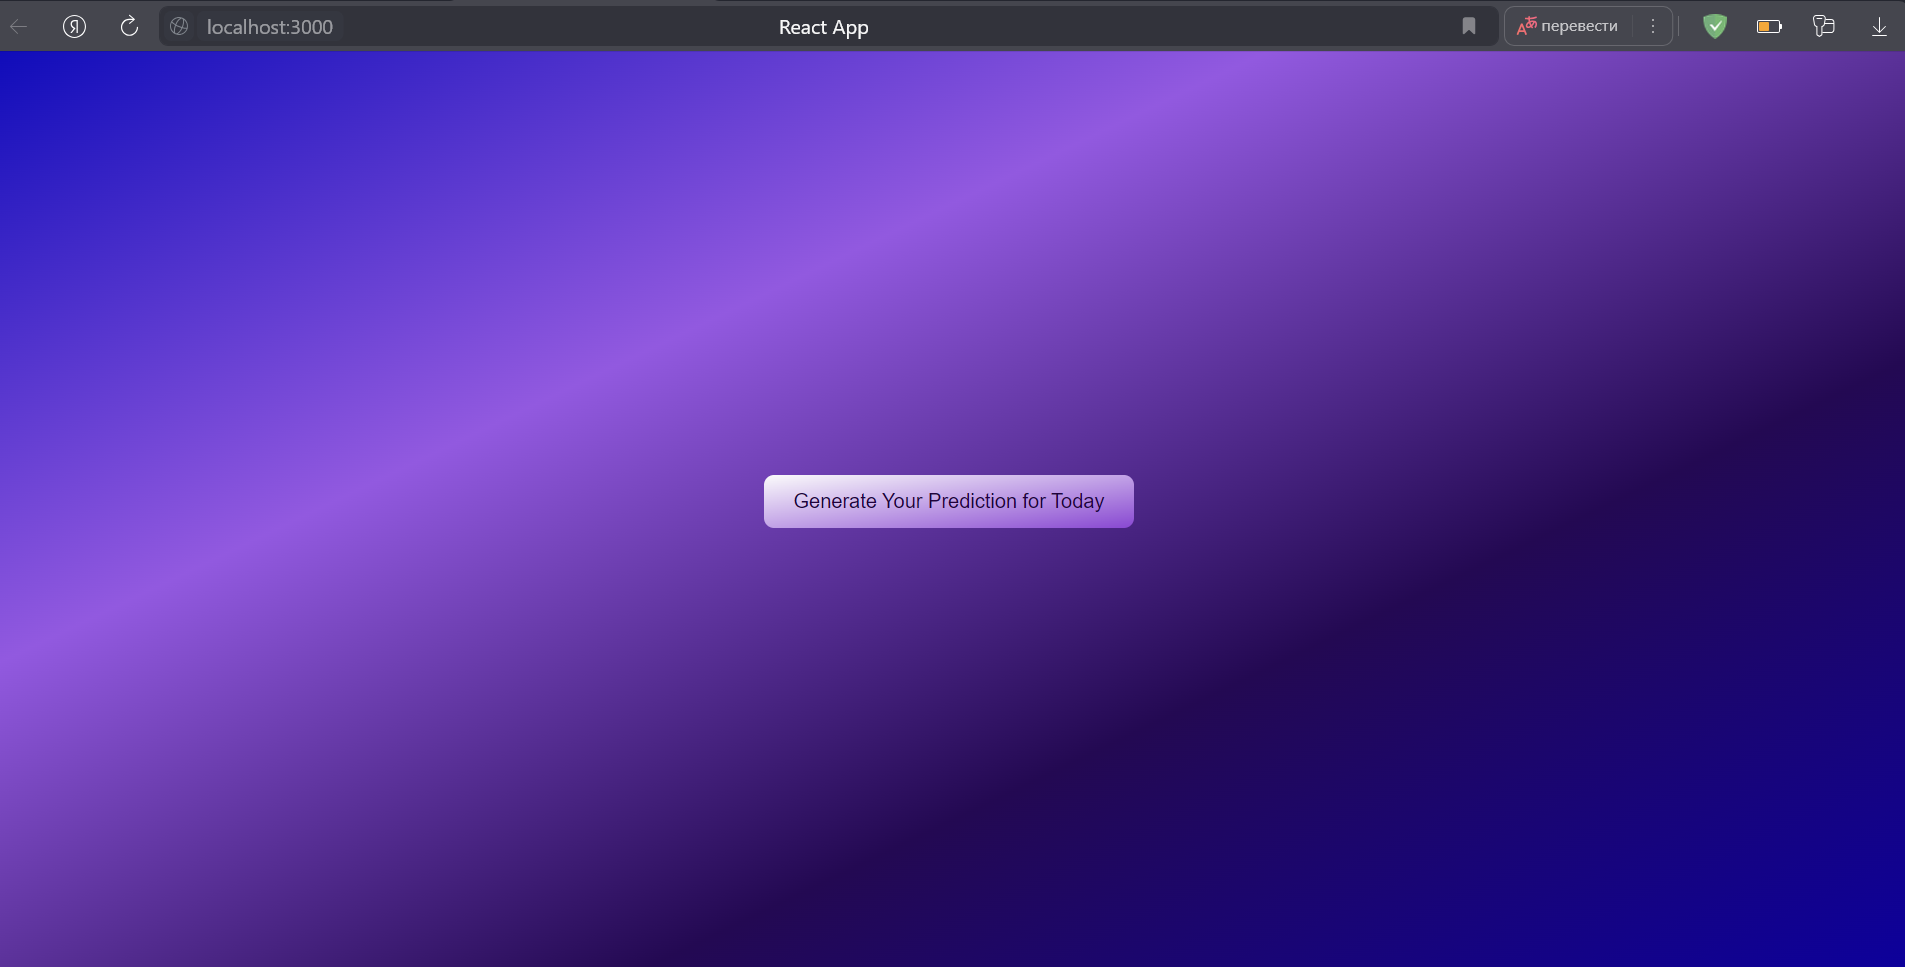 Я
localhost:3000
React App
перевести
Generate Your Prediction for Today